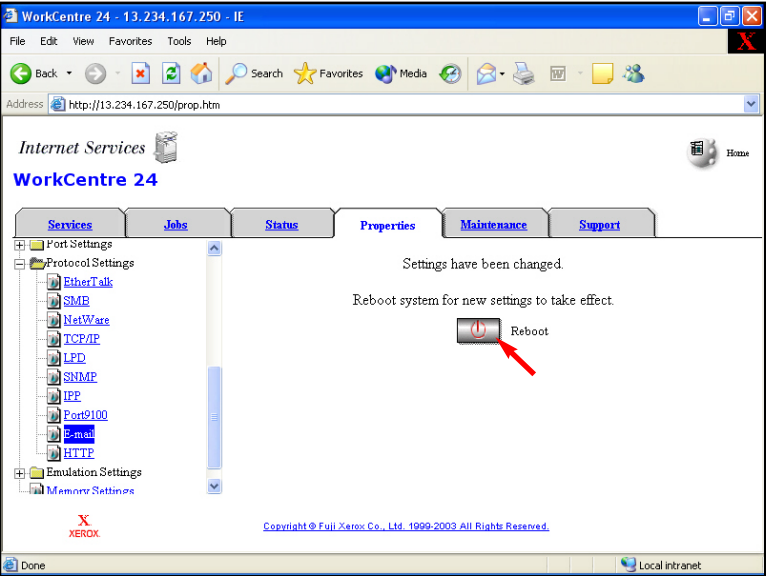 WorkCentre 24 - 13.234.167.250 - IE
File Edit View Favorites Tools Help
X
Back Search Favorites Media
Address http://13.234.167.250/prop.htm
Internet Services
Home
WorkCentre 24
Services Jobs Status Properties Maintenance Support
Port Settings
Protocol Settings
EtherTalk
SMB
NetWare
TCP/IP
LPD
SNMP
IPP
Port9100
E-mail
HTTP
Emulation Settings
Memory Settings
Settings have been changed.
Reboot system for new settings to take effect.
Reboot
X
XEROX.
Copyright © Fuji Xerox Co., Ltd. 1999-2003 All Rights Reserved.
Done Local intranet